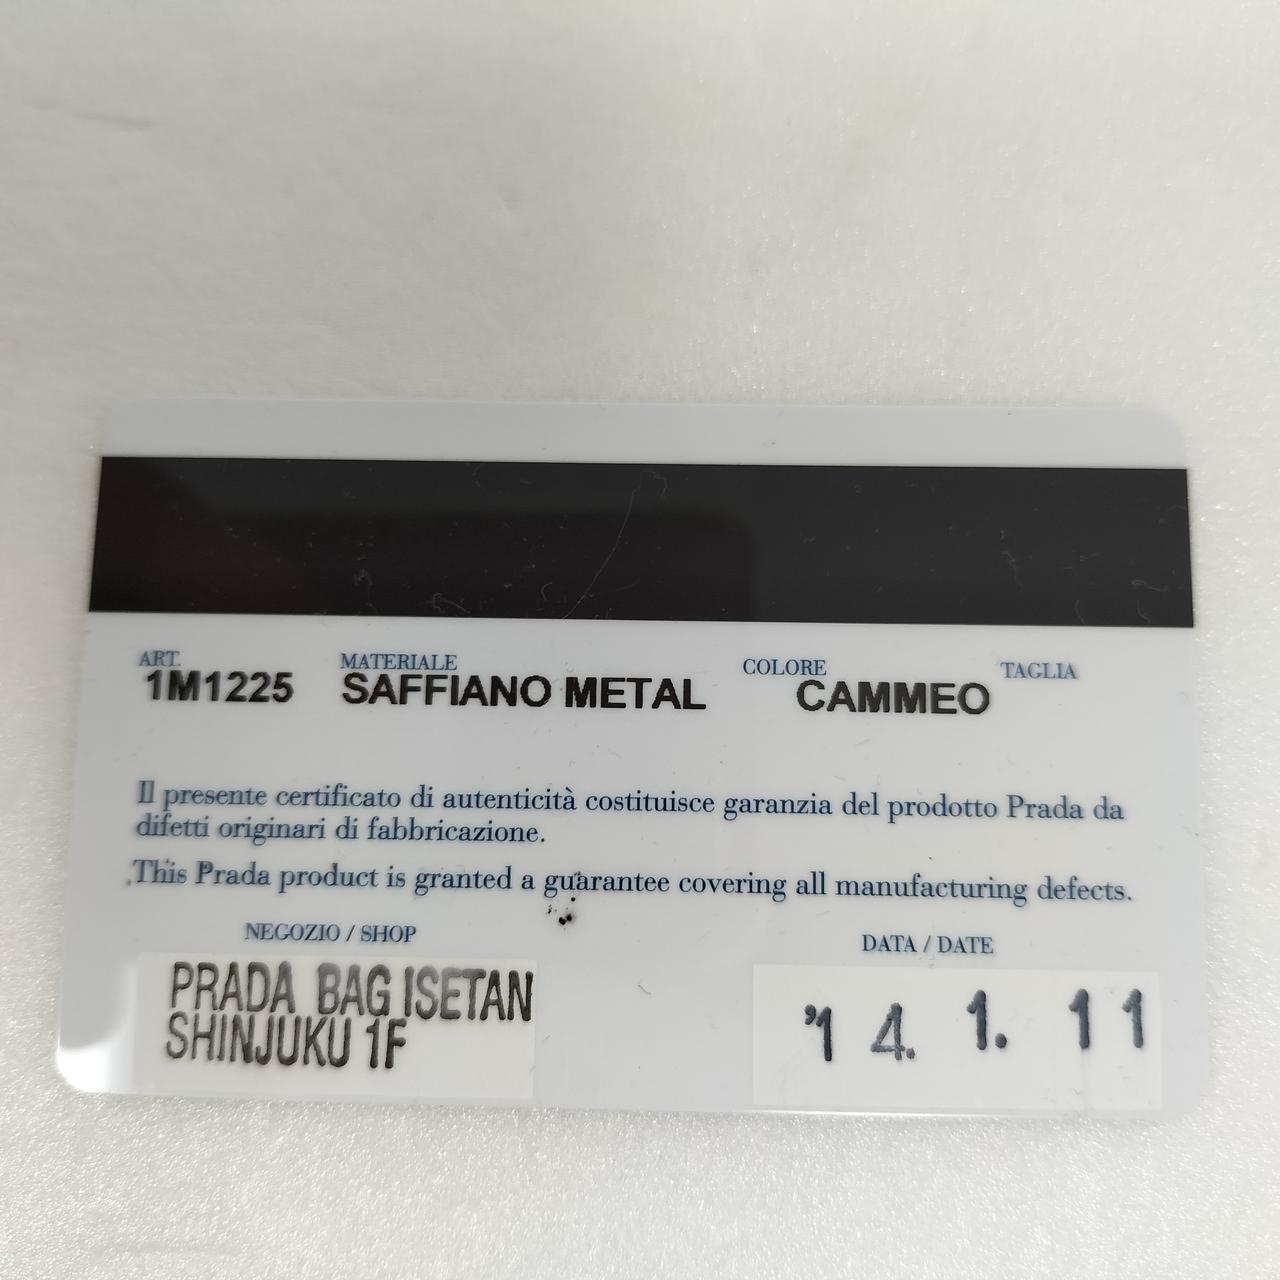 ART. MATERIALE COLORE TAGLIA
1M1225 SAFFIANO METAL CAMMEO
Il presente certificato di autenticità costituisce garanzia del prodotto Prada da
difetti originari di fabbricazione.
This Prada product is granted a guarantee covering all manufacturing defects.
NEGOZIO / SHOP DATA / DATE
PRADA BAG ISETAN
SHINJUKU 1F
'14. 1. 11